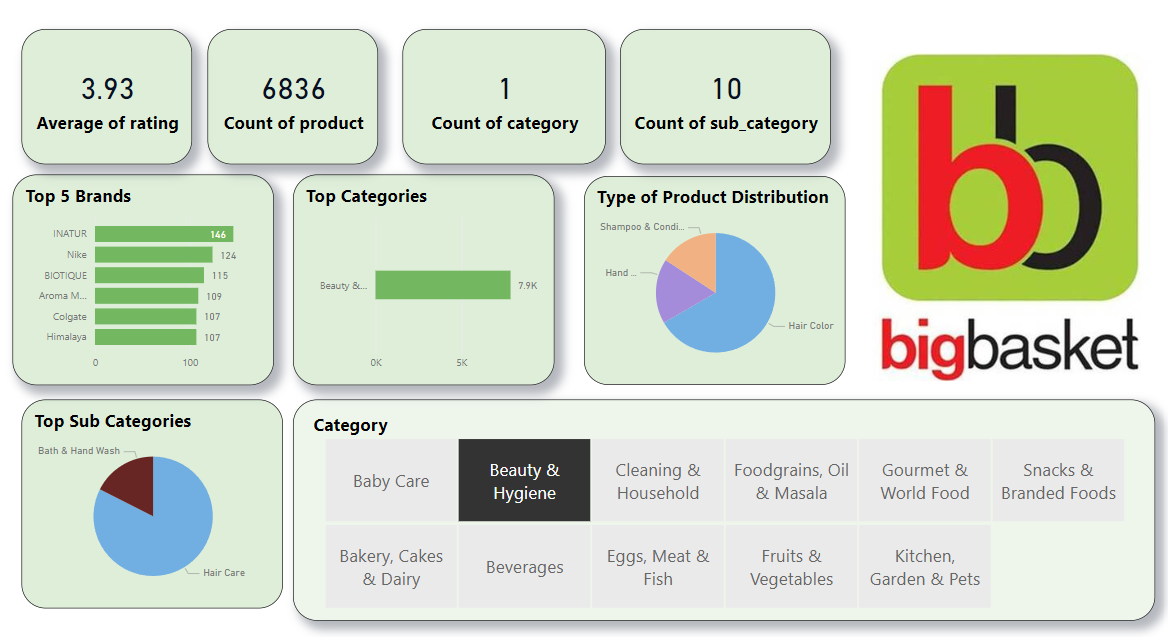 3.93
Average of rating
6836
Count of product
1
Count of category
10
Count of sub_category
Top 5 Brands
INATUR 146
Nike 124
BIOTIQUE 115
Aroma M... 109
Colgate 107
Himalaya 107
0 100
Top Categories
Beauty &... 7.9K
0K 5K
Type of Product Distribution
Shampoo & Condi...
Hand ...
Hair Color
bb
bigbasket
Top Sub Categories
Bath & Hand Wash
Hair Care
Category
Baby Care
Beauty &
Hygiene
Cleaning &
Household
Foodgrains, Oil
& Masala
Gourmet &
World Food
Snacks &
Branded Foods
Bakery, Cakes
& Dairy
Beverages
Eggs, Meat &
Fish
Fruits &
Vegetables
Kitchen,
Garden & Pets